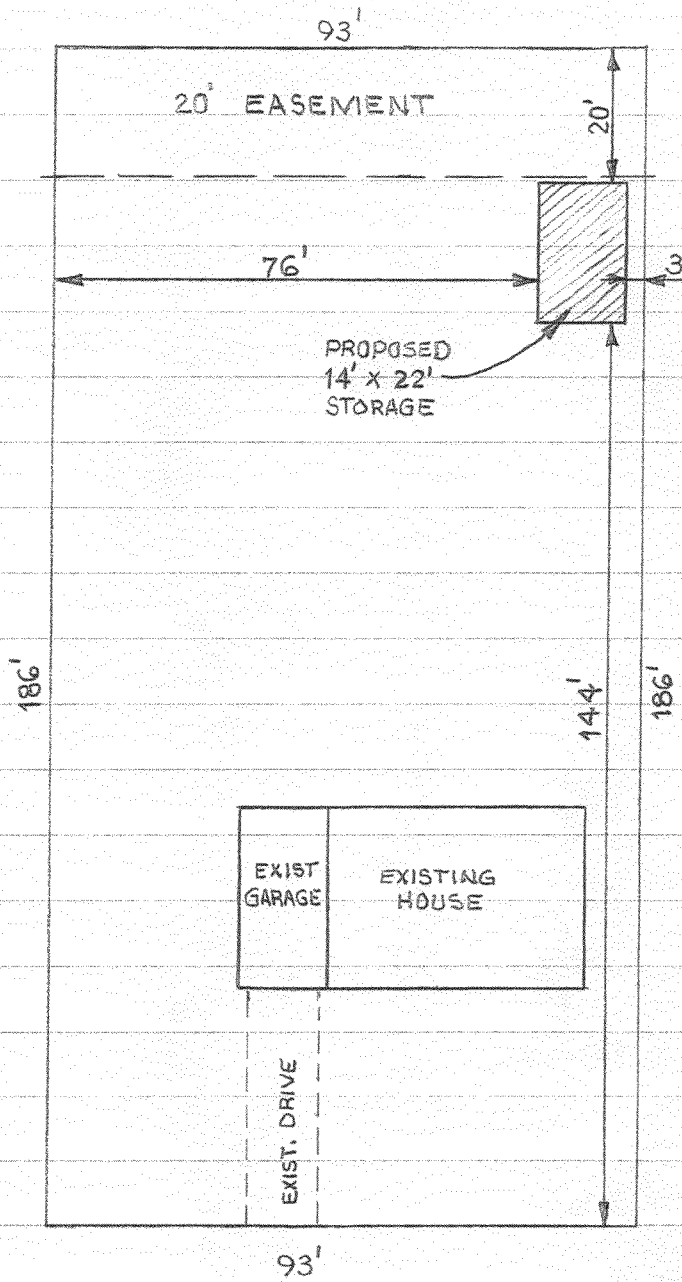 93'
20' EASEMENT
20'
76'
3
PROPOSED
14' X 22'
STORAGE
186'
144'
186'
EXIST
GARAGE
EXISTING
HOUSE
EXIST. DRIVE
93'